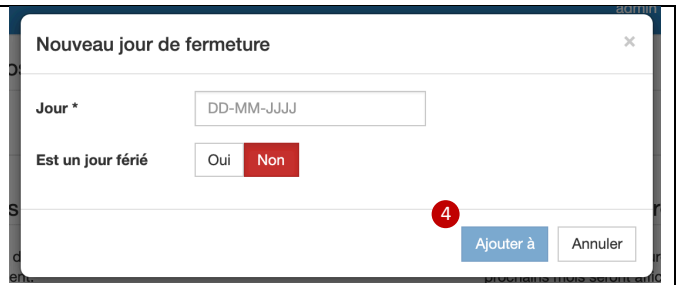 admin
Nouveau jour de fermeture ×
Jour * DD-MM-JJJJ
Est un jour férié Oui Non
4
Ajouter à Annuler
ent.
prochains mois seront affic